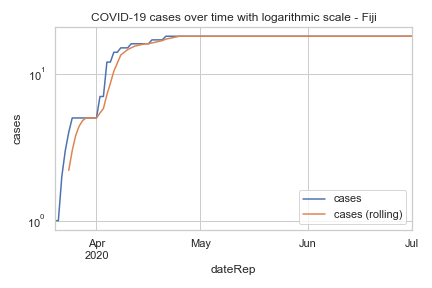 COVID-19 cases over time with logarithmic scale - Fiji
cases
10¹
10⁰
cases
cases (rolling)
Apr
2020
May
Jun
Jul
dateRep